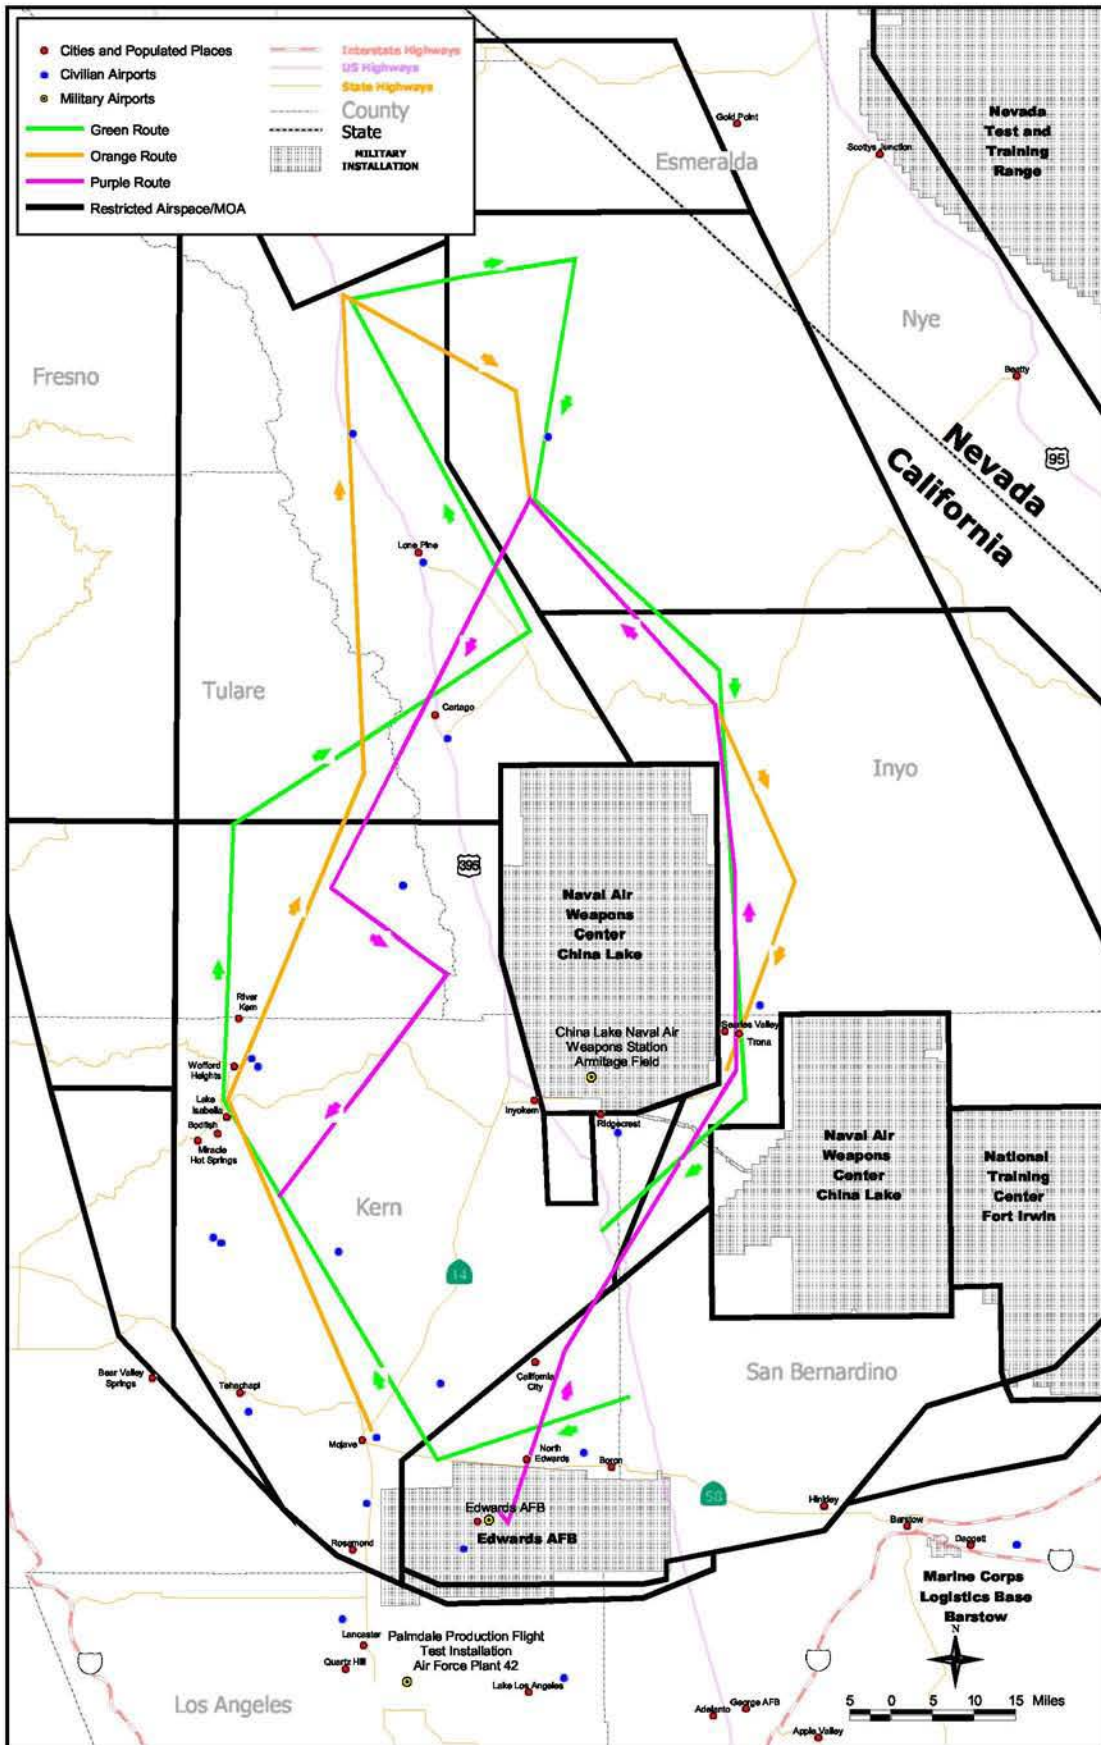 Cities and Populated Places
Civilian Airports
Military Airports
Green Route
Orange Route
Purple Route
Restricted Airspace/MOA
Interstate Highways
US Highways
State Highways
County
State
MILITARY
INSTALLATION
Gold Point
Esmeralda
Scottys Junction
Nevada
Test and
Training
Range
Nye
Fresno
Beatty
Nevada
California
95
Lone Pine
Tulare
Cartago
Inyo
395
Naval Air
Weapons
Center
China Lake
River
Kern
China Lake Naval Air
Weapons Station
Armitage Field
Searles Valley
Trona
Wofford
Heights
Lake
Isabella
Bodfish
Miracle
Hot Springs
Inyokern
Ridgecrest
Naval Air
Weapons
Center
China Lake
National
Training
Center
Fort Irwin
Kern
14
Bear Valley
Springs
Tehachapi
California
City
San Bernardino
Mojave
North
Edwards
Boron
58
Hinkley
Edwards AFB
Edwards AFB
Barstow
Daggett
Rosamond
Marine Corps
Logistics Base
Barstow
N
Lancaster
Quartz Hill
Palmdale Production Flight
Test Installation
Air Force Plant 42
Lake Los Angeles
Los Angeles
Adelanto
George AFB
Apple Valley
5 0 5 10 15 Miles